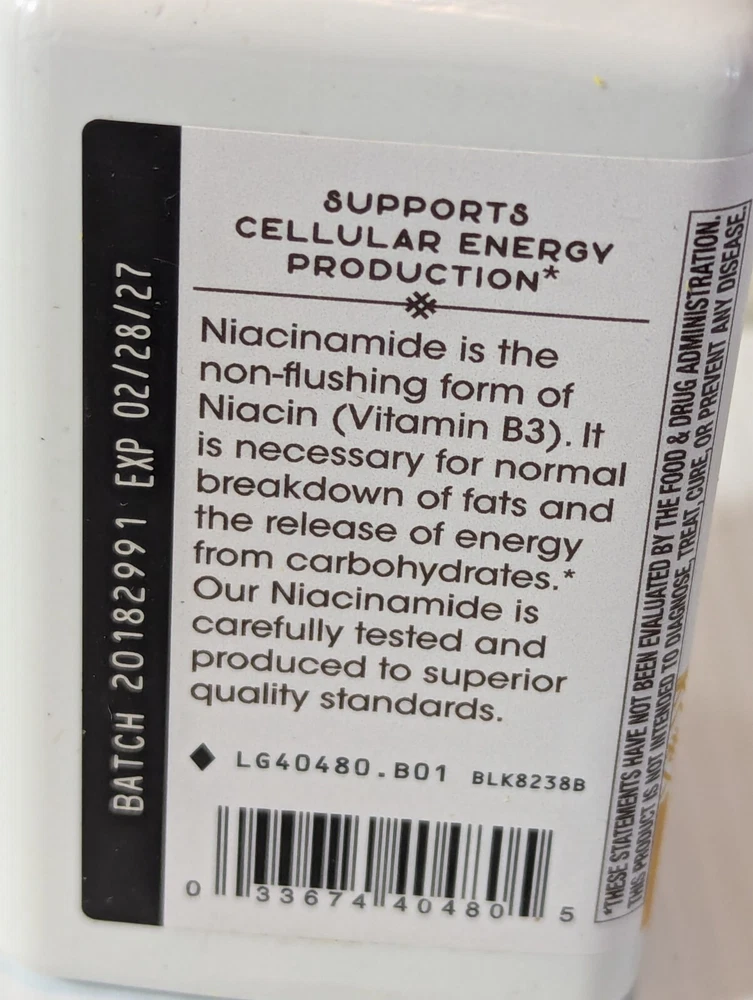 BATCH 20182991 EXP 02/28/27
SUPPORTS
CELLULAR ENERGY
PRODUCTION*
Niacinamide is the
non-flushing form of
Niacin (Vitamin B3). It
is necessary for normal
breakdown of fats and
the release of energy
from carbohydrates.*
Our Niacinamide is
carefully tested and
produced to superior
quality standards.
LG40480.B01 BLK8238B
0 33674 40480 5
*THESE STATEMENTS HAVE NOT BEEN EVALUATED BY THE FOOD & DRUG ADMINISTRATION.
THIS PRODUCT IS NOT INTENDED TO DIAGNOSE, TREAT, CURE, OR PREVENT ANY DISEASE.